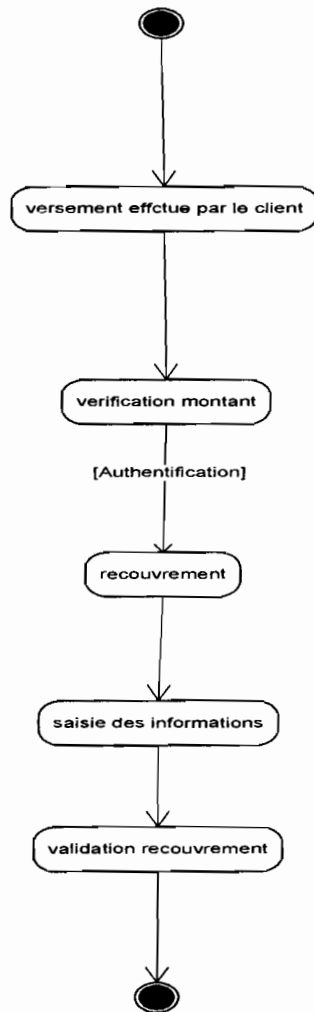 versement effctue par le client
verification montant
[Authentification]
recouvrement
saisie des informations
validation recouvrement